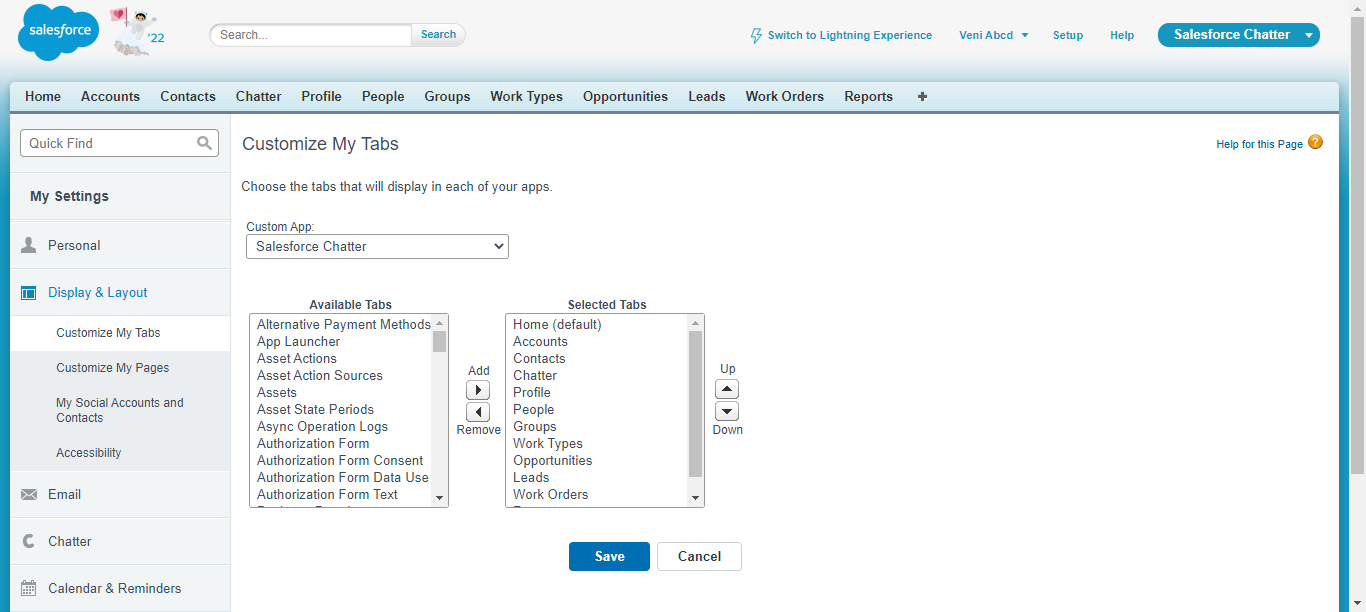 salesforce
'22
Search...
Search
Switch to Lightning Experience
Veni Abcd
Setup
Help
Salesforce Chatter
Home Accounts Contacts Chatter Profile People Groups Work Types Opportunities Leads Work Orders Reports +
Quick Find
My Settings
Personal
Display & Layout
Customize My Tabs
Customize My Pages
My Social Accounts and
Contacts
Accessibility
Email
Chatter
Calendar & Reminders
Customize My Tabs
Help for this Page ?
Choose the tabs that will display in each of your apps.
Custom App:
Salesforce Chatter
Available Tabs
Alternative Payment Methods
App Launcher
Asset Actions
Asset Action Sources
Assets
Asset State Periods
Async Operation Logs
Authorization Form
Authorization Form Consent
Authorization Form Data Use
Authorization Form Text
Add
Remove
Selected Tabs
Home (default)
Accounts
Contacts
Chatter
Profile
People
Groups
Work Types
Opportunities
Leads
Work Orders
Up
Down
Save
Cancel